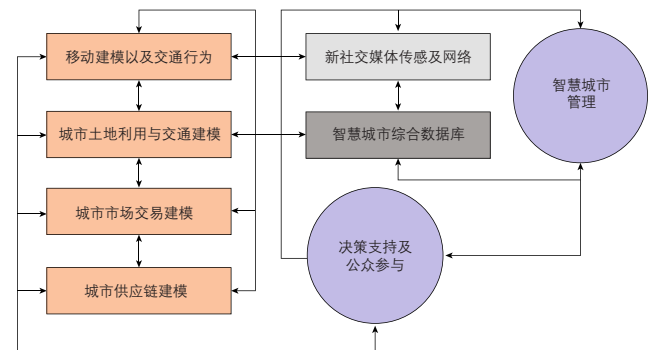 移动建模以及交通行为
新社交媒体传感及网络
智慧城市
管理
城市土地利用与交通建模
智慧城市综合数据库
城市市场交易建模
决策支持及
公众参与
城市供应链建模